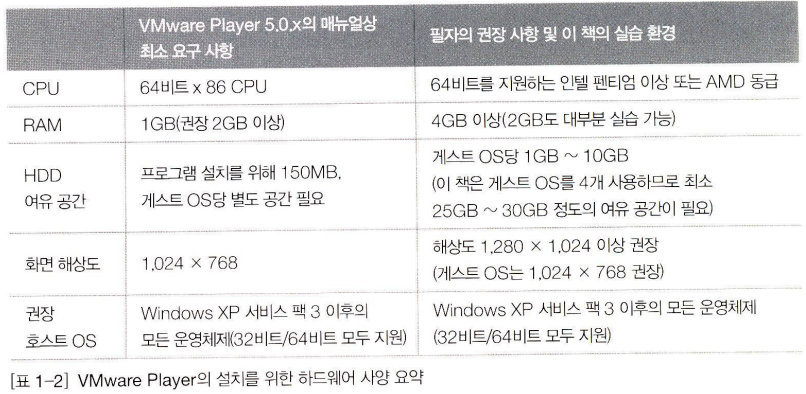 VMware Player 5.0.x의 매뉴얼상
최소 요구 사항
필자의 권장 사항 및 이 책의 실습 환경
CPU
64비트 x 86 CPU
64비트를 지원하는 인텔 펜티엄 이상 또는 AMD 동급
RAM
1GB(권장 2GB 이상)
4GB 이상(2GB도 대부분 실습 가능)
HDD
여유 공간
프로그램 설치를 위해 150MB,
게스트 OS당 별도 공간 필요
게스트 OS당 1GB ~ 10GB
(이 책은 게스트 OS를 4개 사용하므로 최소
25GB ~ 30GB 정도의 여유 공간이 필요)
화면 해상도
1,024 × 768
해상도 1,280 × 1,024 이상 권장
(게스트 OS는 1,024 × 768 권장)
권장
호스트 OS
Windows XP 서비스 팩 3 이후의
모든 운영체제(32비트/64비트 모두 지원)
Windows XP 서비스 팩 3 이후의 모든 운영체제
(32비트/64비트 모두 지원)
[표 1-2] VMware Player의 설치를 위한 하드웨어 사양 요약